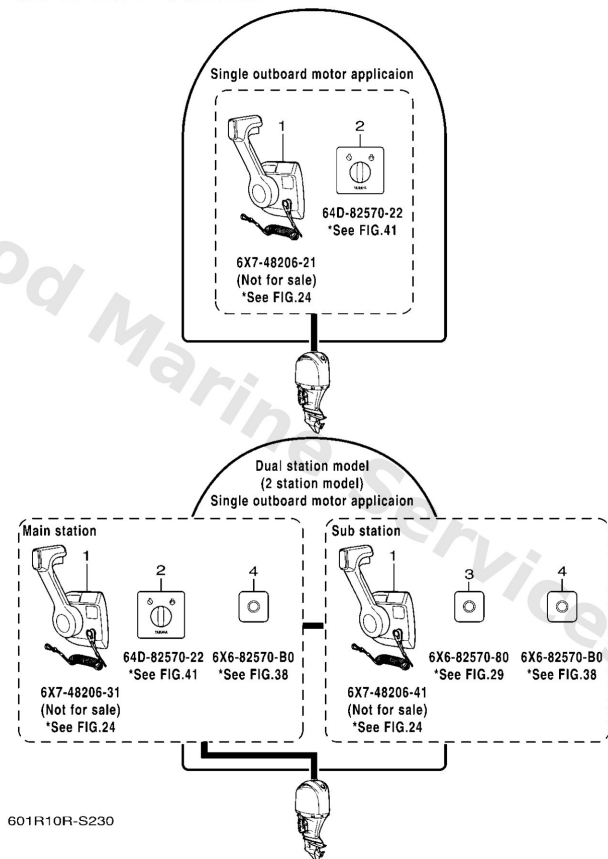 Single outboard motor applicaion
1
2
64D-82570-22
*See FIG.41
6X7-48206-21
(Not for sale)
*See FIG.24
Dual station model
(2 station model)
Single outboard motor applicaion
Main station
1
2
4
64D-82570-22
*See FIG.41
6X6-82570-B0
*See FIG.38
6X7-48206-31
(Not for sale)
*See FIG.24
Sub station
1
3
4
6X6-82570-80
*See FIG.29
6X6-82570-B0
*See FIG.38
6X7-48206-41
(Not for sale)
*See FIG.24
601R10R-S230
od Marine Services